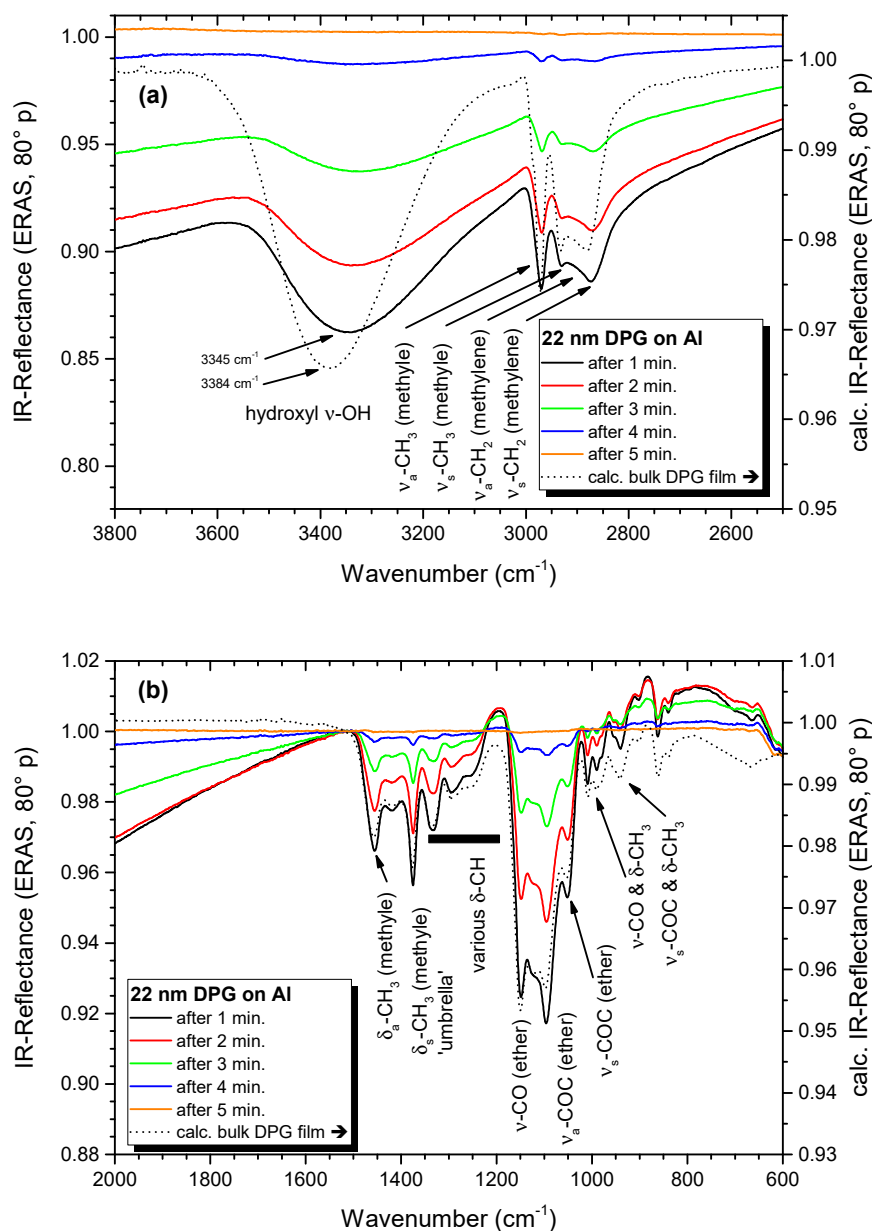 (a)
IR-Reflectance (ERAS, 80° p)
1.00
0.95
0.90
0.85
0.80
calc. IR-Reflectance (ERAS, 80° p)
1.00
0.99
0.98
0.97
0.965
0.96
0.95
3345 cm⁻¹
3384 cm⁻¹
hydroxyl ν-OH
νₐ-CH₃ (methyle)
νₛ-CH₃ (methyle)
νₐ-CH₂ (methylene)
νₛ-CH₂ (methylene)
22 nm DPG on Al
after 1 min.
after 2 min.
after 3 min.
after 4 min.
after 5 min.
calc. bulk DPG film ➔
3800 3600 3400 3200 3000 2800 2600
Wavenumber (cm⁻¹)
(b)
IR-Reflectance (ERAS, 80° p)
1.02
1.00
0.98
0.96
0.94
0.92
0.90
0.88
calc. IR-Reflectance (ERAS, 80° p)
1.01
1.00
0.99
0.98
0.97
0.96
0.95
0.94
0.93
δₐ-CH₃ (methyle)
δₛ-CH₃ (methyle)
'umbrella'
various δ-CH
ν-CO (ether)
νₐ-COC (ether)
νₛ-COC (ether)
ν-CO & δ-CH₃
νₛ-COC & δ-CH₃
22 nm DPG on Al
after 1 min.
after 2 min.
after 3 min.
after 4 min.
after 5 min.
calc. bulk DPG film ➔
2000 1800 1600 1400 1200 1000 800 600
Wavenumber (cm⁻¹)